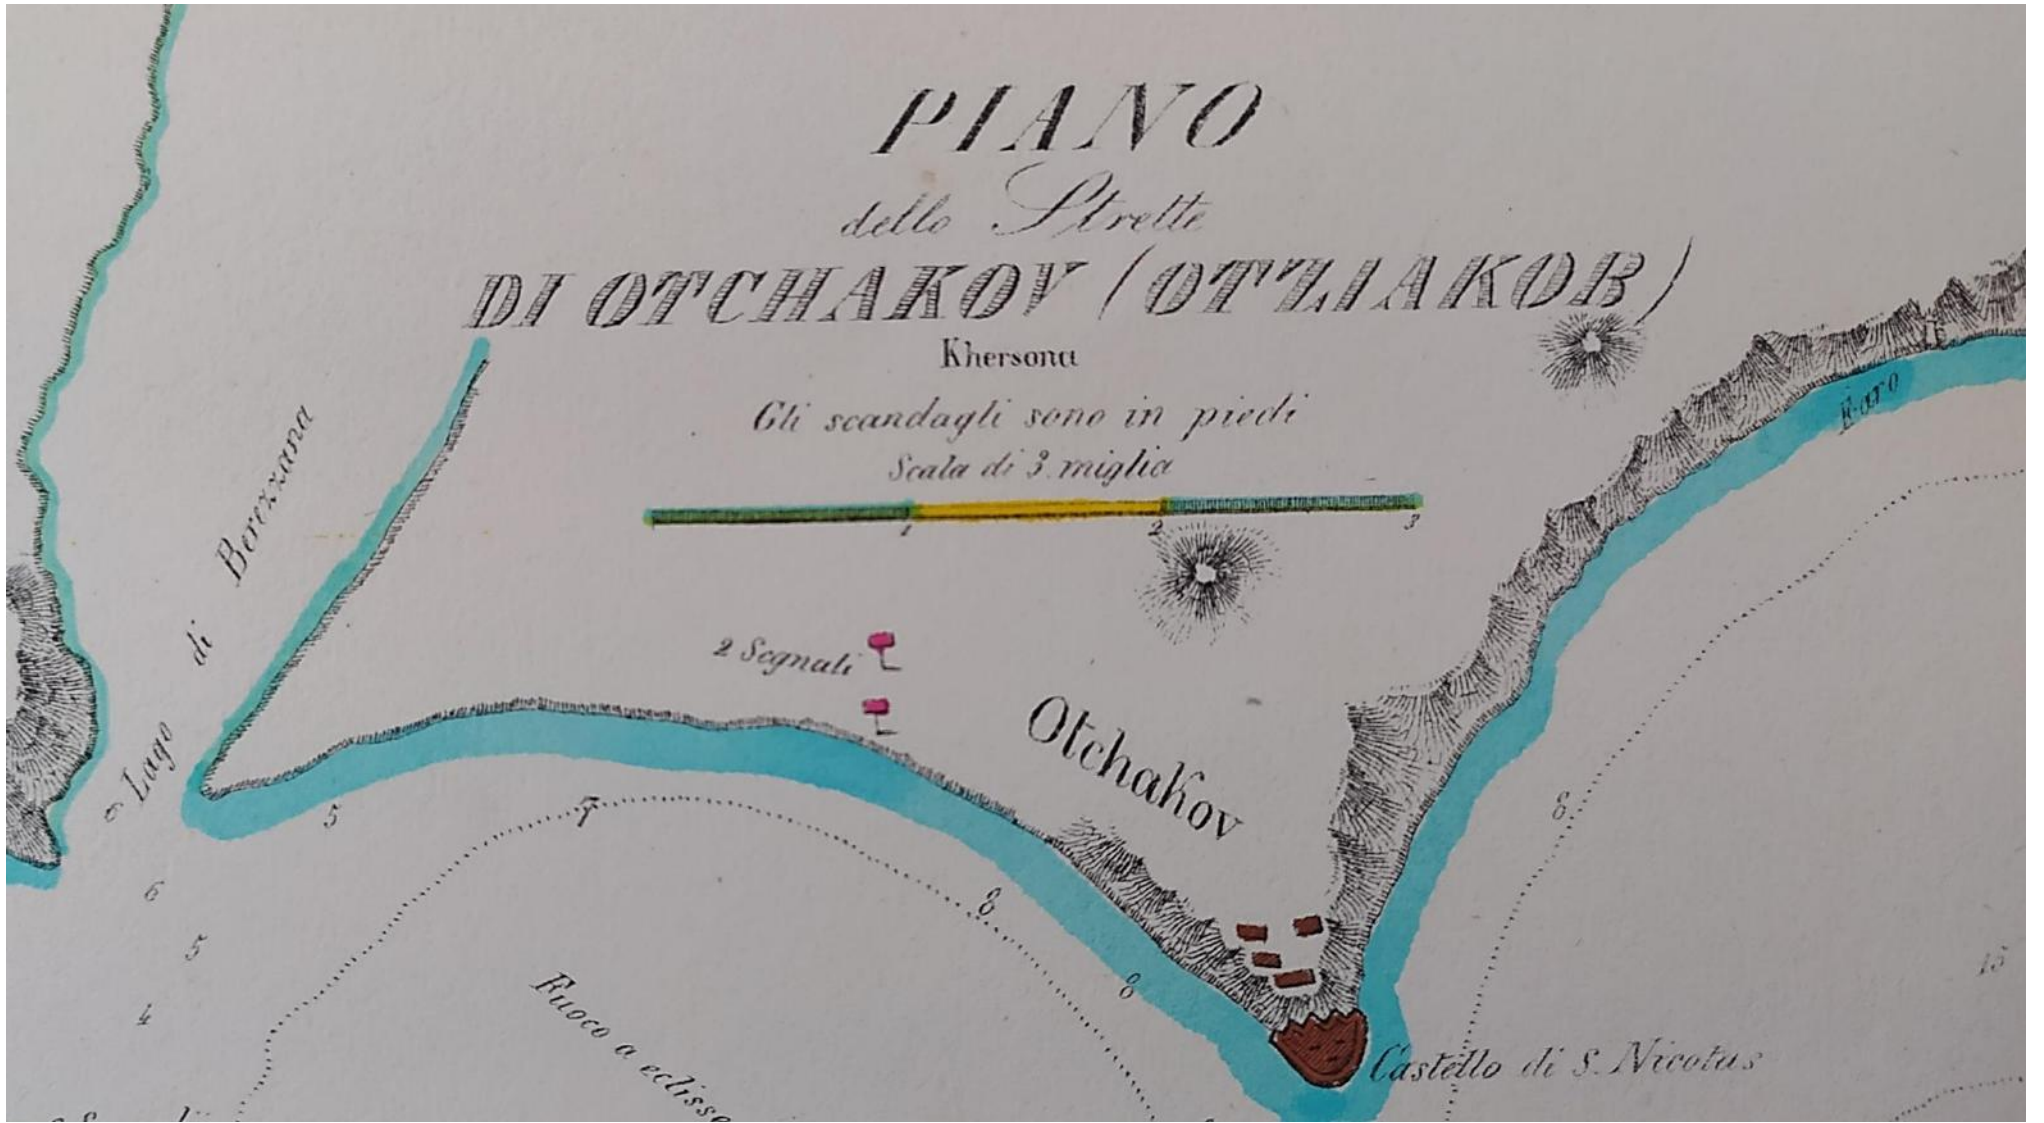 PIANO
dello Strette
DI OTCHAKOV (OTZIAKOB)
Khersona
Gli scandagli sono in piedi
Scala di 3 miglia
1 2 3
Faro
Lago di Berezzana
2 Segnali
Otchakov
6
5
7
8
8
8
6
5
4
15
Fuoco a eclisse
Castello di S. Nicolas